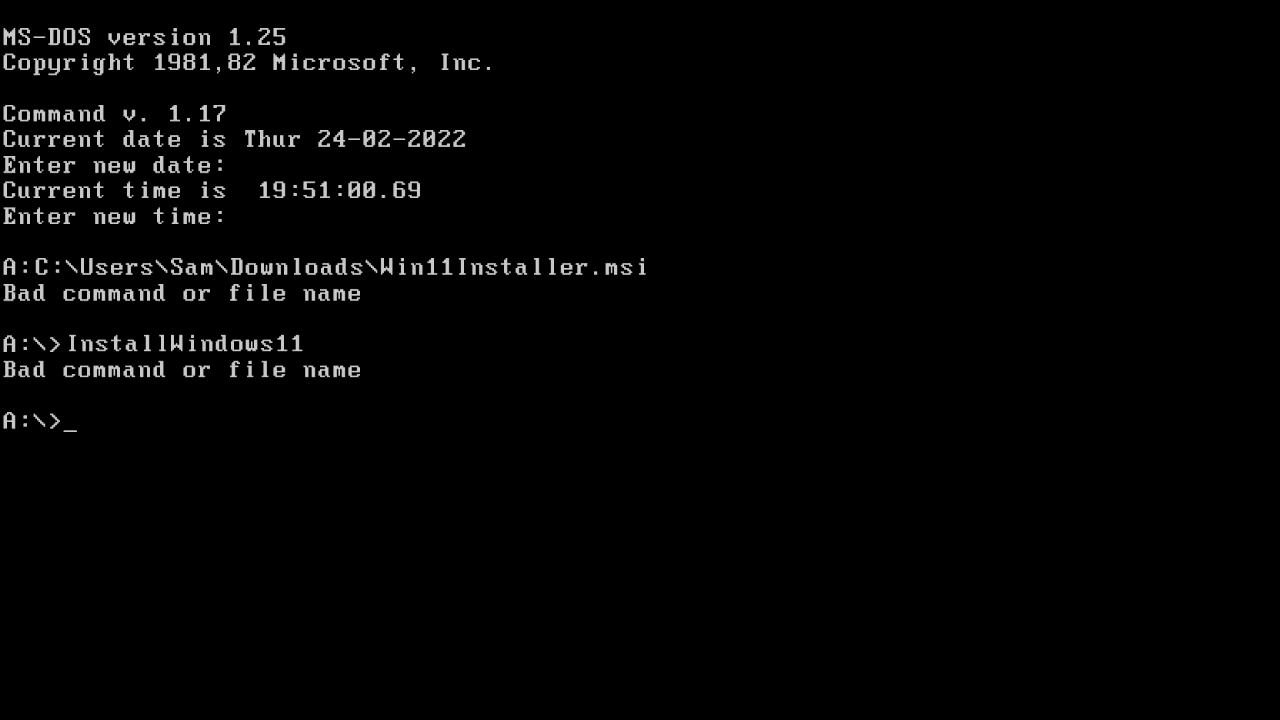 MS-DOS version 1.25
Copyright 1981,82 Microsoft, Inc.
Command v. 1.17
Current date is Thur 24-02-2022
Enter new date:
Current time is  19:51:00.69
Enter new time:
A:C:\Users\Sam\Downloads\Win11Installer.msi
Bad command or file name
A:\>InstallWindows11
Bad command or file name
A:\>_